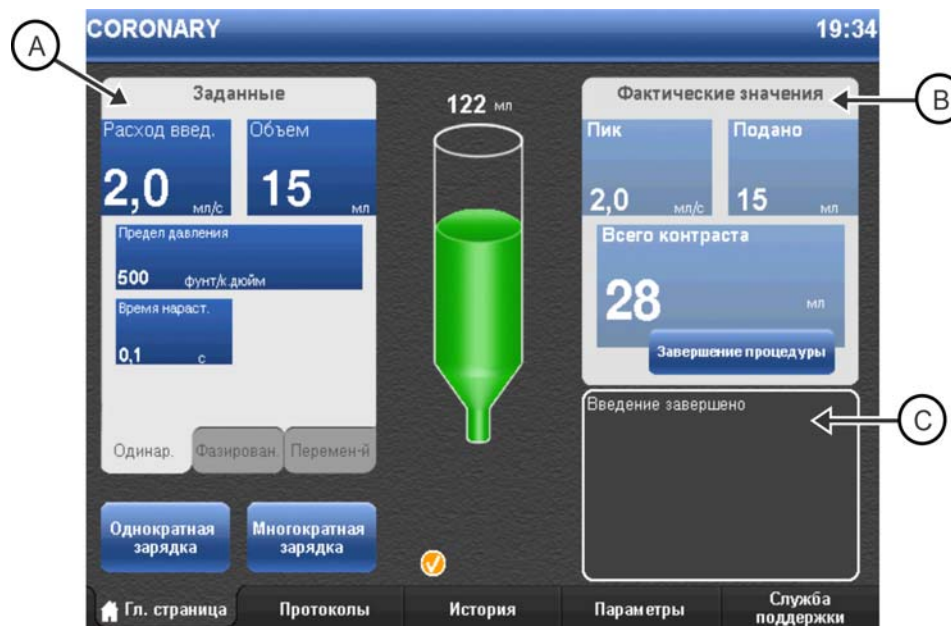 CORONARY
19:34
A
Заданные
Расход введ.
Объем
2,0 мл/с
15 мл
Предел давления
500 фунт/к.дюйм
Время нараст.
0,1 с
Одинар.
Фазирован.
Перемен-й
Однократная
зарядка
Многократная
зарядка
122 мл
B
Фактические значения
Пик
Подано
2,0 мл/с
15 мл
Всего контраста
28 мл
Завершение процедуры
Введение завершено
C
Гл. страница
Протоколы
История
Параметры
Служба
поддержки